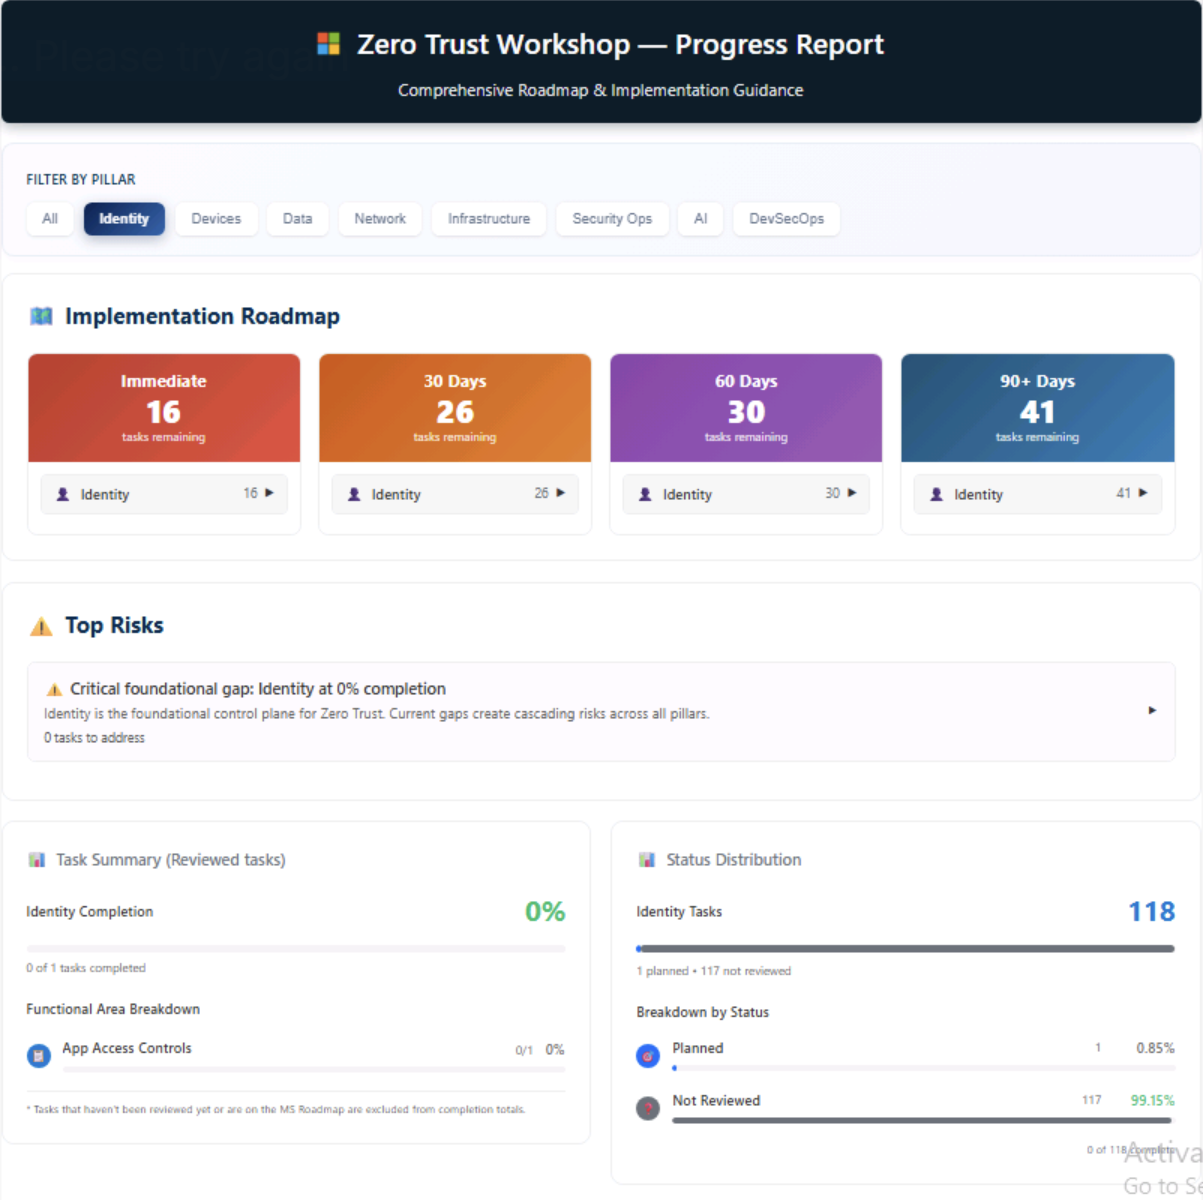 Please try again
Zero Trust Workshop — Progress Report
Comprehensive Roadmap & Implementation Guidance
FILTER BY PILLAR
All Identity Devices Data Network Infrastructure Security Ops AI DevSecOps
Implementation Roadmap
Immediate
16
tasks remaining
Identity 16
30 Days
26
tasks remaining
Identity 26
60 Days
30
tasks remaining
Identity 30
90+ Days
41
tasks remaining
Identity 41
Top Risks
Critical foundational gap: Identity at 0% completion
Identity is the foundational control plane for Zero Trust. Current gaps create cascading risks across all pillars.
0 tasks to address
Task Summary (Reviewed tasks)
Identity Completion 0%
0 of 1 tasks completed
Functional Area Breakdown
App Access Controls 0/1 0%
* Tasks that haven't been reviewed yet or are on the MS Roadmap are excluded from completion totals.
Status Distribution
Identity Tasks 118
1 planned • 117 not reviewed
Breakdown by Status
Planned 1 0.85%
Not Reviewed 117 99.15%
0 of 118 complete
Activa
Go to Se